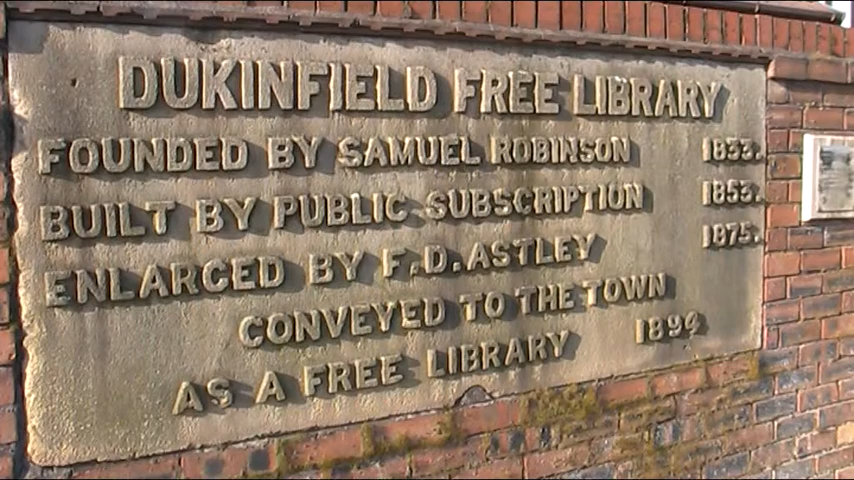 DUKINFIELD FREE LIBRARY
FOUNDED BY SAMUEL ROBINSON 1833.
BUILT BY PUBLIC SUBSCRIPTION 1853.
ENLARGED BY F.D. ASTLEY 1875.
CONVEYED TO THE TOWN
AS A FREE LIBRARY 1894